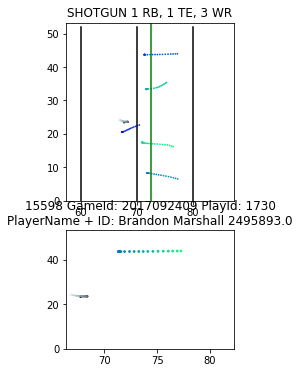 SHOTGUN 1 RB, 1 TE, 3 WR
50
40
30
20
10
0
60 70 80
15598 GameId: 2017092409 PlayId: 1730
PlayerName + ID: Brandon Marshall 2495893.0
40
20
0
70 75 80